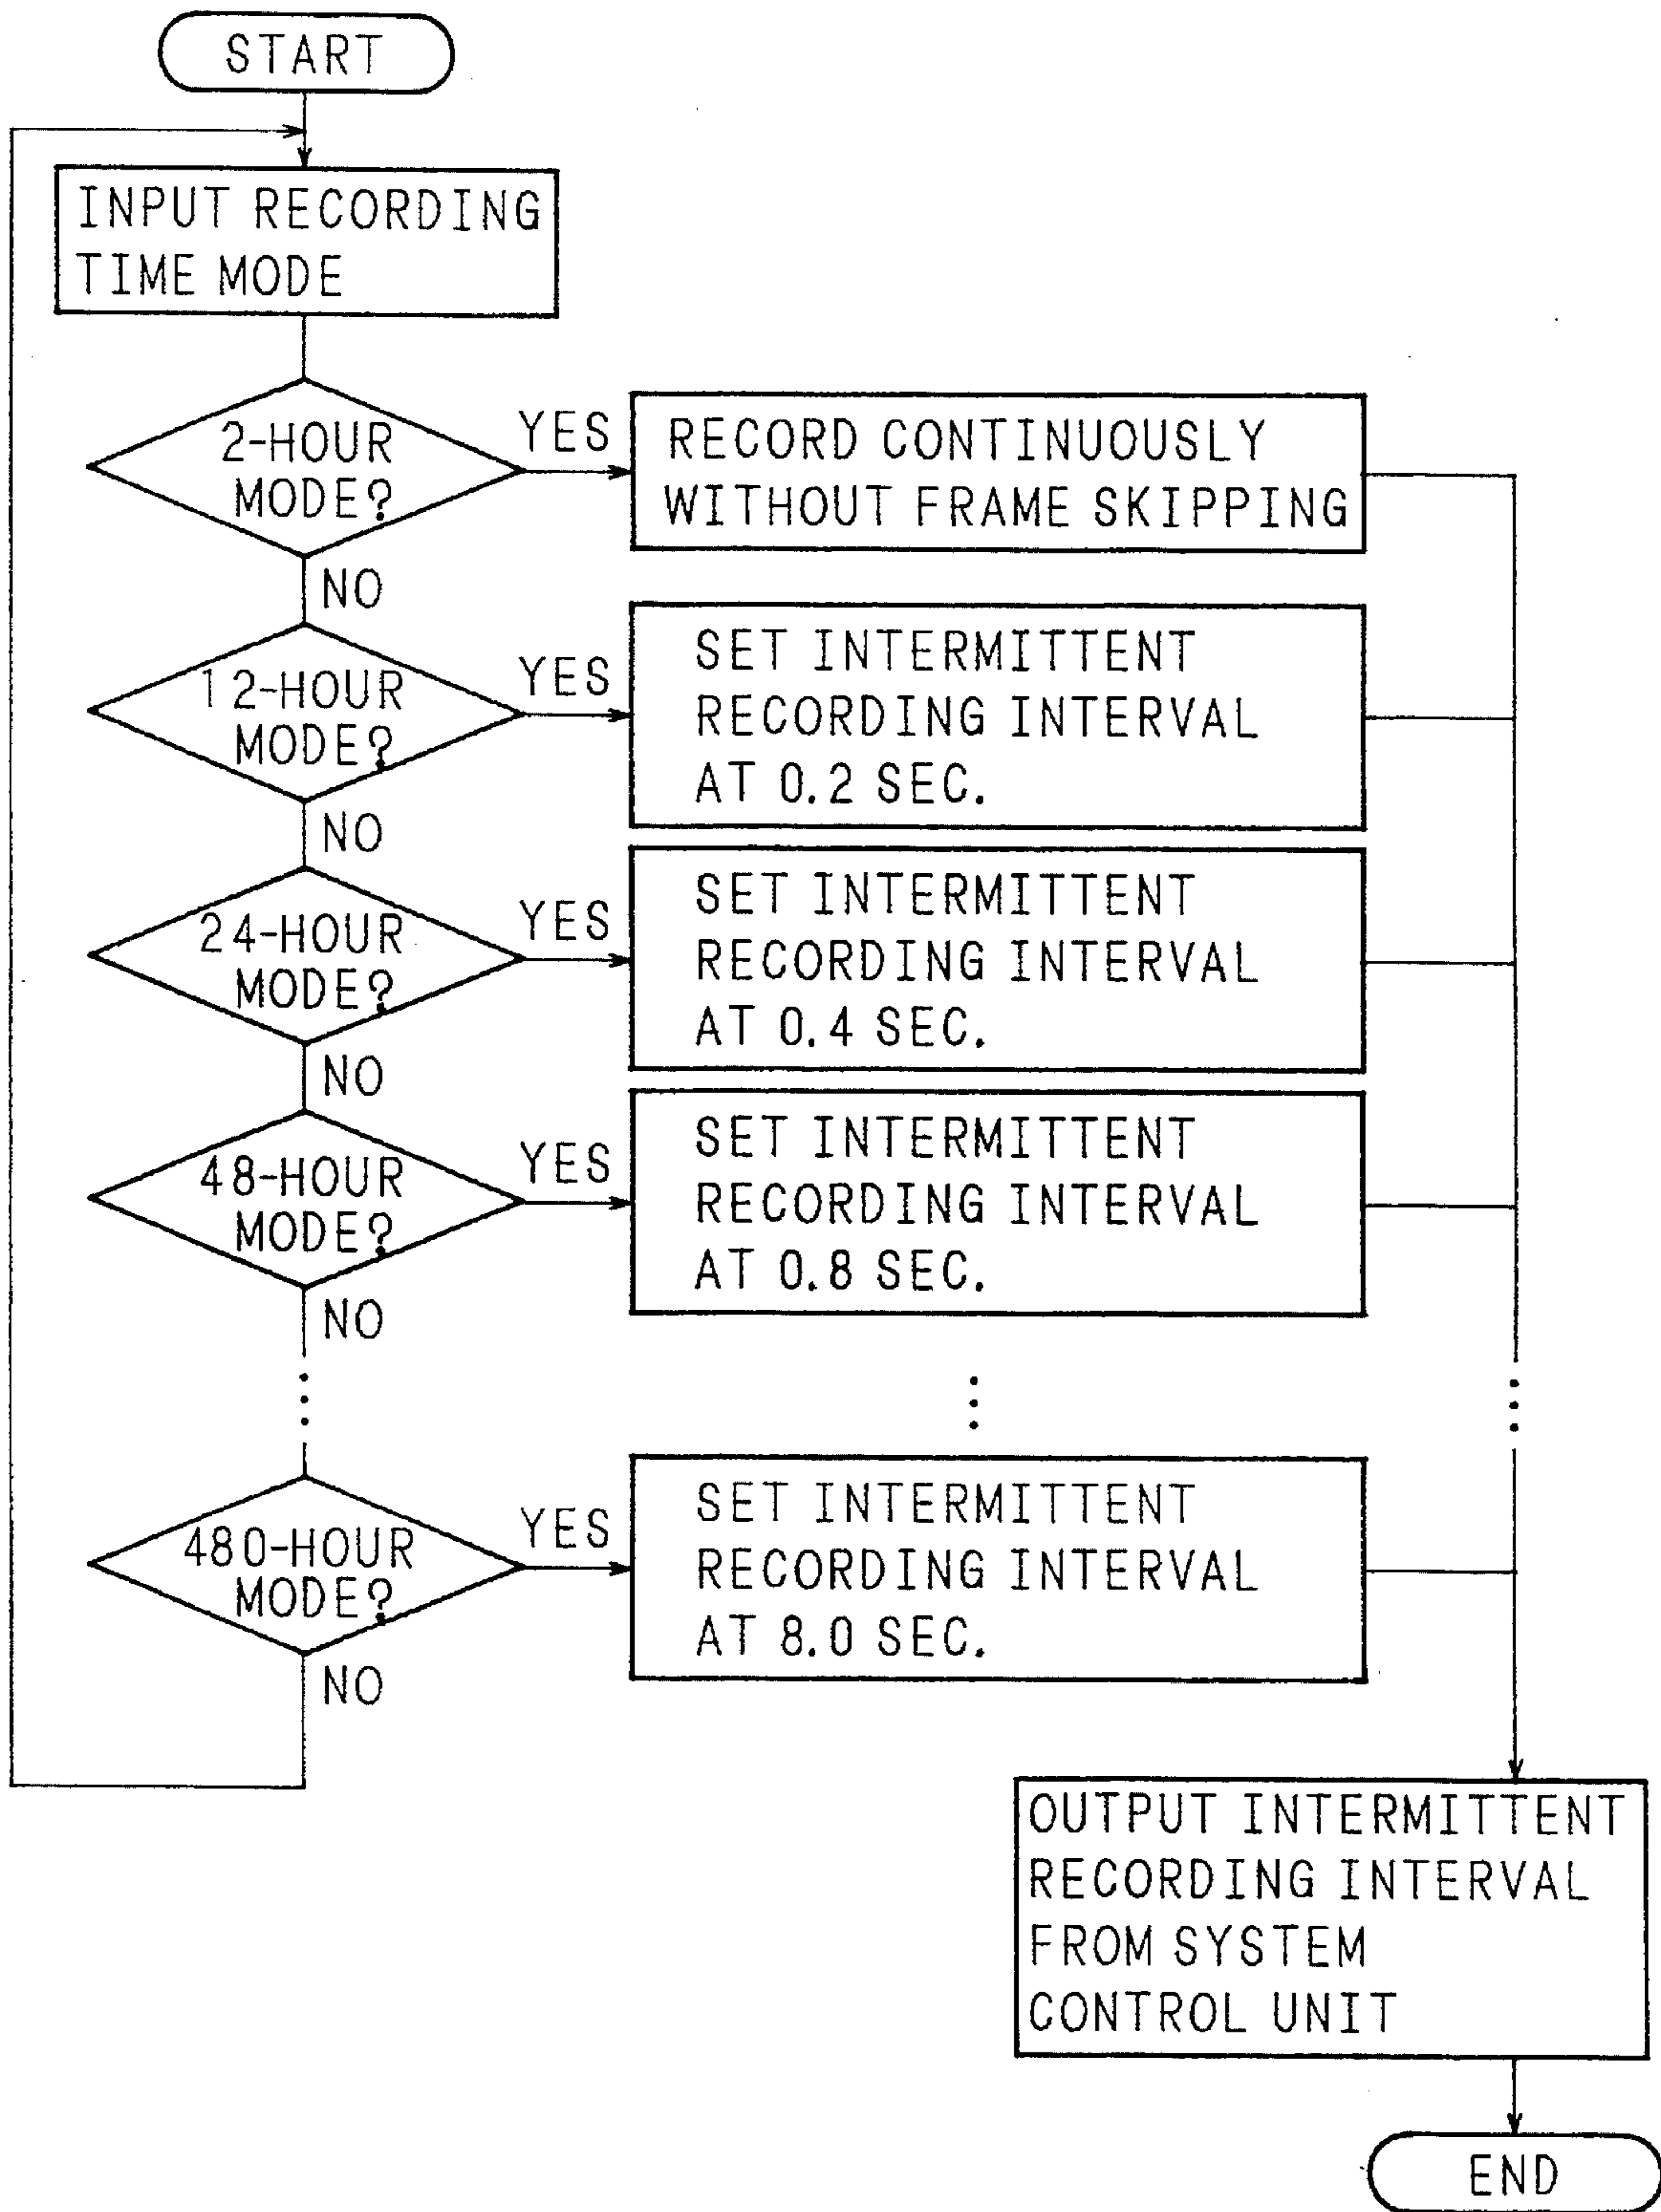 START
INPUT RECORDING
TIME MODE
2-HOUR
MODE?
YES
RECORD CONTINUOUSLY
WITHOUT FRAME SKIPPING
NO
12-HOUR
MODE?
YES
SET INTERMITTENT
RECORDING INTERVAL
AT 0.2 SEC.
NO
24-HOUR
MODE?
YES
SET INTERMITTENT
RECORDING INTERVAL
AT 0.4 SEC.
NO
48-HOUR
MODE?
YES
SET INTERMITTENT
RECORDING INTERVAL
AT 0.8 SEC.
NO
480-HOUR
MODE?
YES
SET INTERMITTENT
RECORDING INTERVAL
AT 8.0 SEC.
NO
OUTPUT INTERMITTENT
RECORDING INTERVAL
FROM SYSTEM
CONTROL UNIT
END